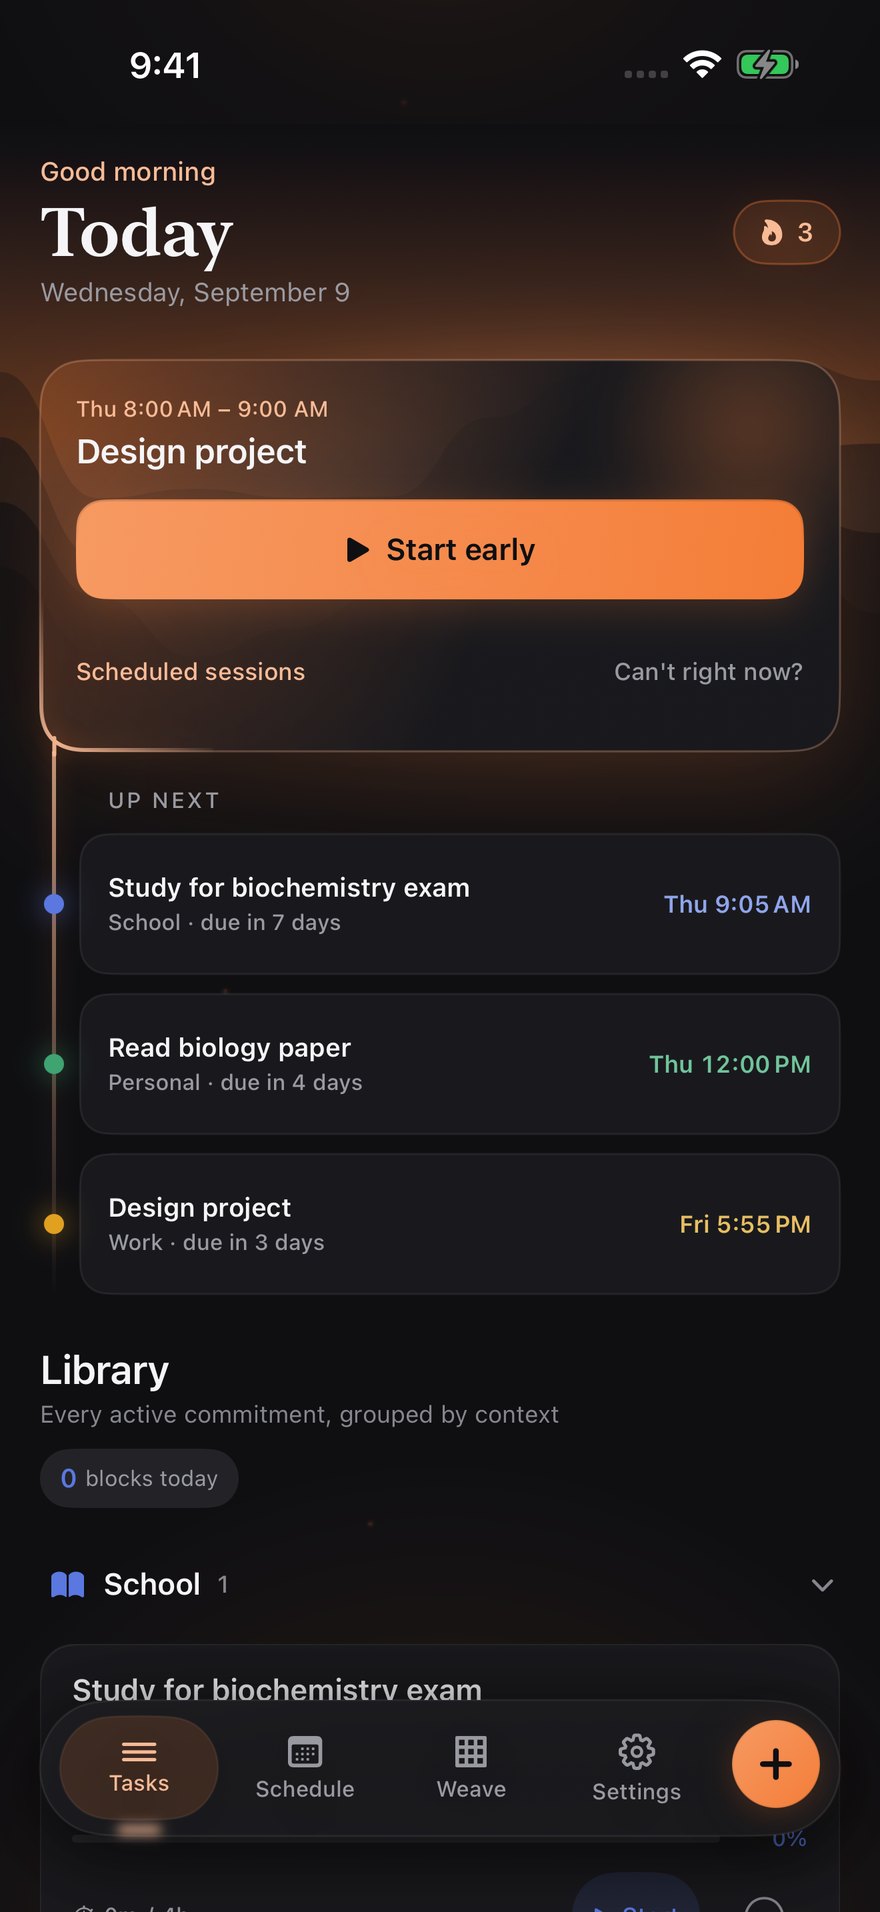 9:41
Good morning
Today
3
Wednesday, September 9
Thu 8:00 AM – 9:00 AM
Design project
Start early
Scheduled sessions
Can't right now?
UP NEXT
Study for biochemistry exam
School · due in 7 days
Thu 9:05 AM
Read biology paper
Personal · due in 4 days
Thu 12:00 PM
Design project
Work · due in 3 days
Fri 5:55 PM
Library
Every active commitment, grouped by context
0 blocks today
School 1
Study for biochemistry exam
Tasks
Schedule
Weave
Settings
0%
Start